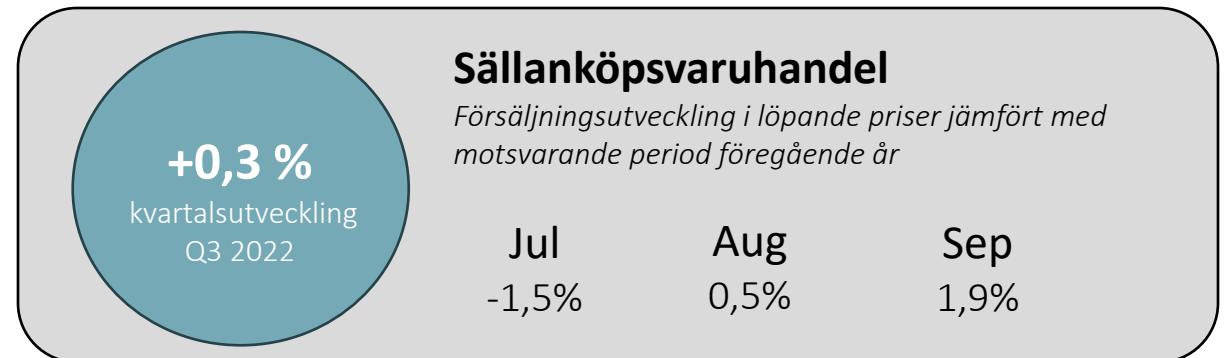 +0,3 %
kvartalsutveckling
Q3 2022
Sällanköpsvaruhandel
Försäljningsutveckling i löpande priser jämfört med
motsvarande period föregående år
Jul Aug Sep
-1,5% 0,5% 1,9%